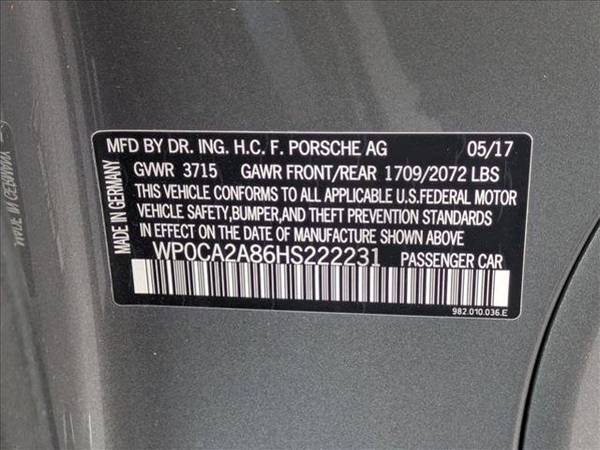 MFD BY DR. ING. H.C. F. PORSCHE AG 05/17
GVWR 3715 GAWR FRONT/REAR 1709/2072 LBS
THIS VEHICLE CONFORMS TO ALL APPLICABLE U.S.FEDERAL MOTOR
VEHICLE SAFETY,BUMPER,AND THEFT PREVENTION STANDARDS
IN EFFECT ON THE DATE OF MANUFACTURE SHOWN ABOVE
WP0CA2A86HS222231 PASSENGER CAR
MADE IN GERMANY
982.010.036.E